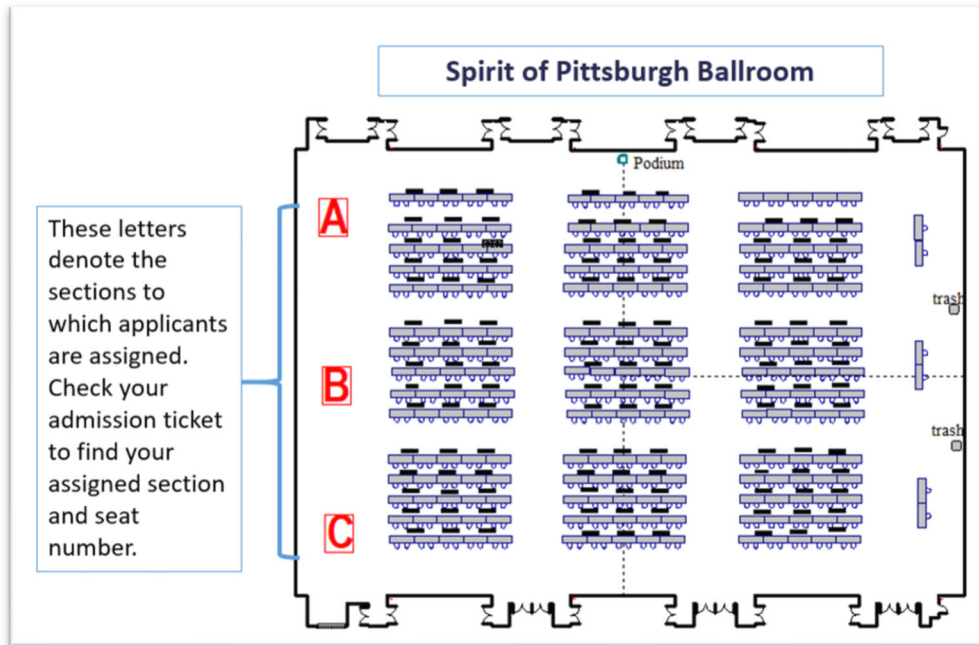 Spirit of Pittsburgh Ballroom
Podium
A
These letters
denote the
sections to
which applicants
are assigned.
Check your
admission ticket
to find your
assigned section
and seat
number.
trash
B
trash
C